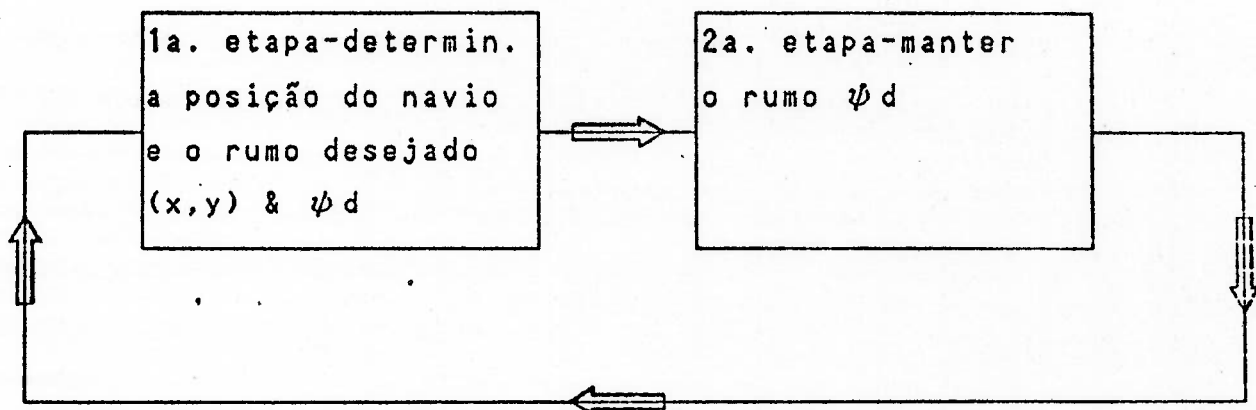 1a. etapa-determin.
a posição do navio
e o rumo desejado
(x,y) & ψd
2a. etapa-manter
o rumo ψd